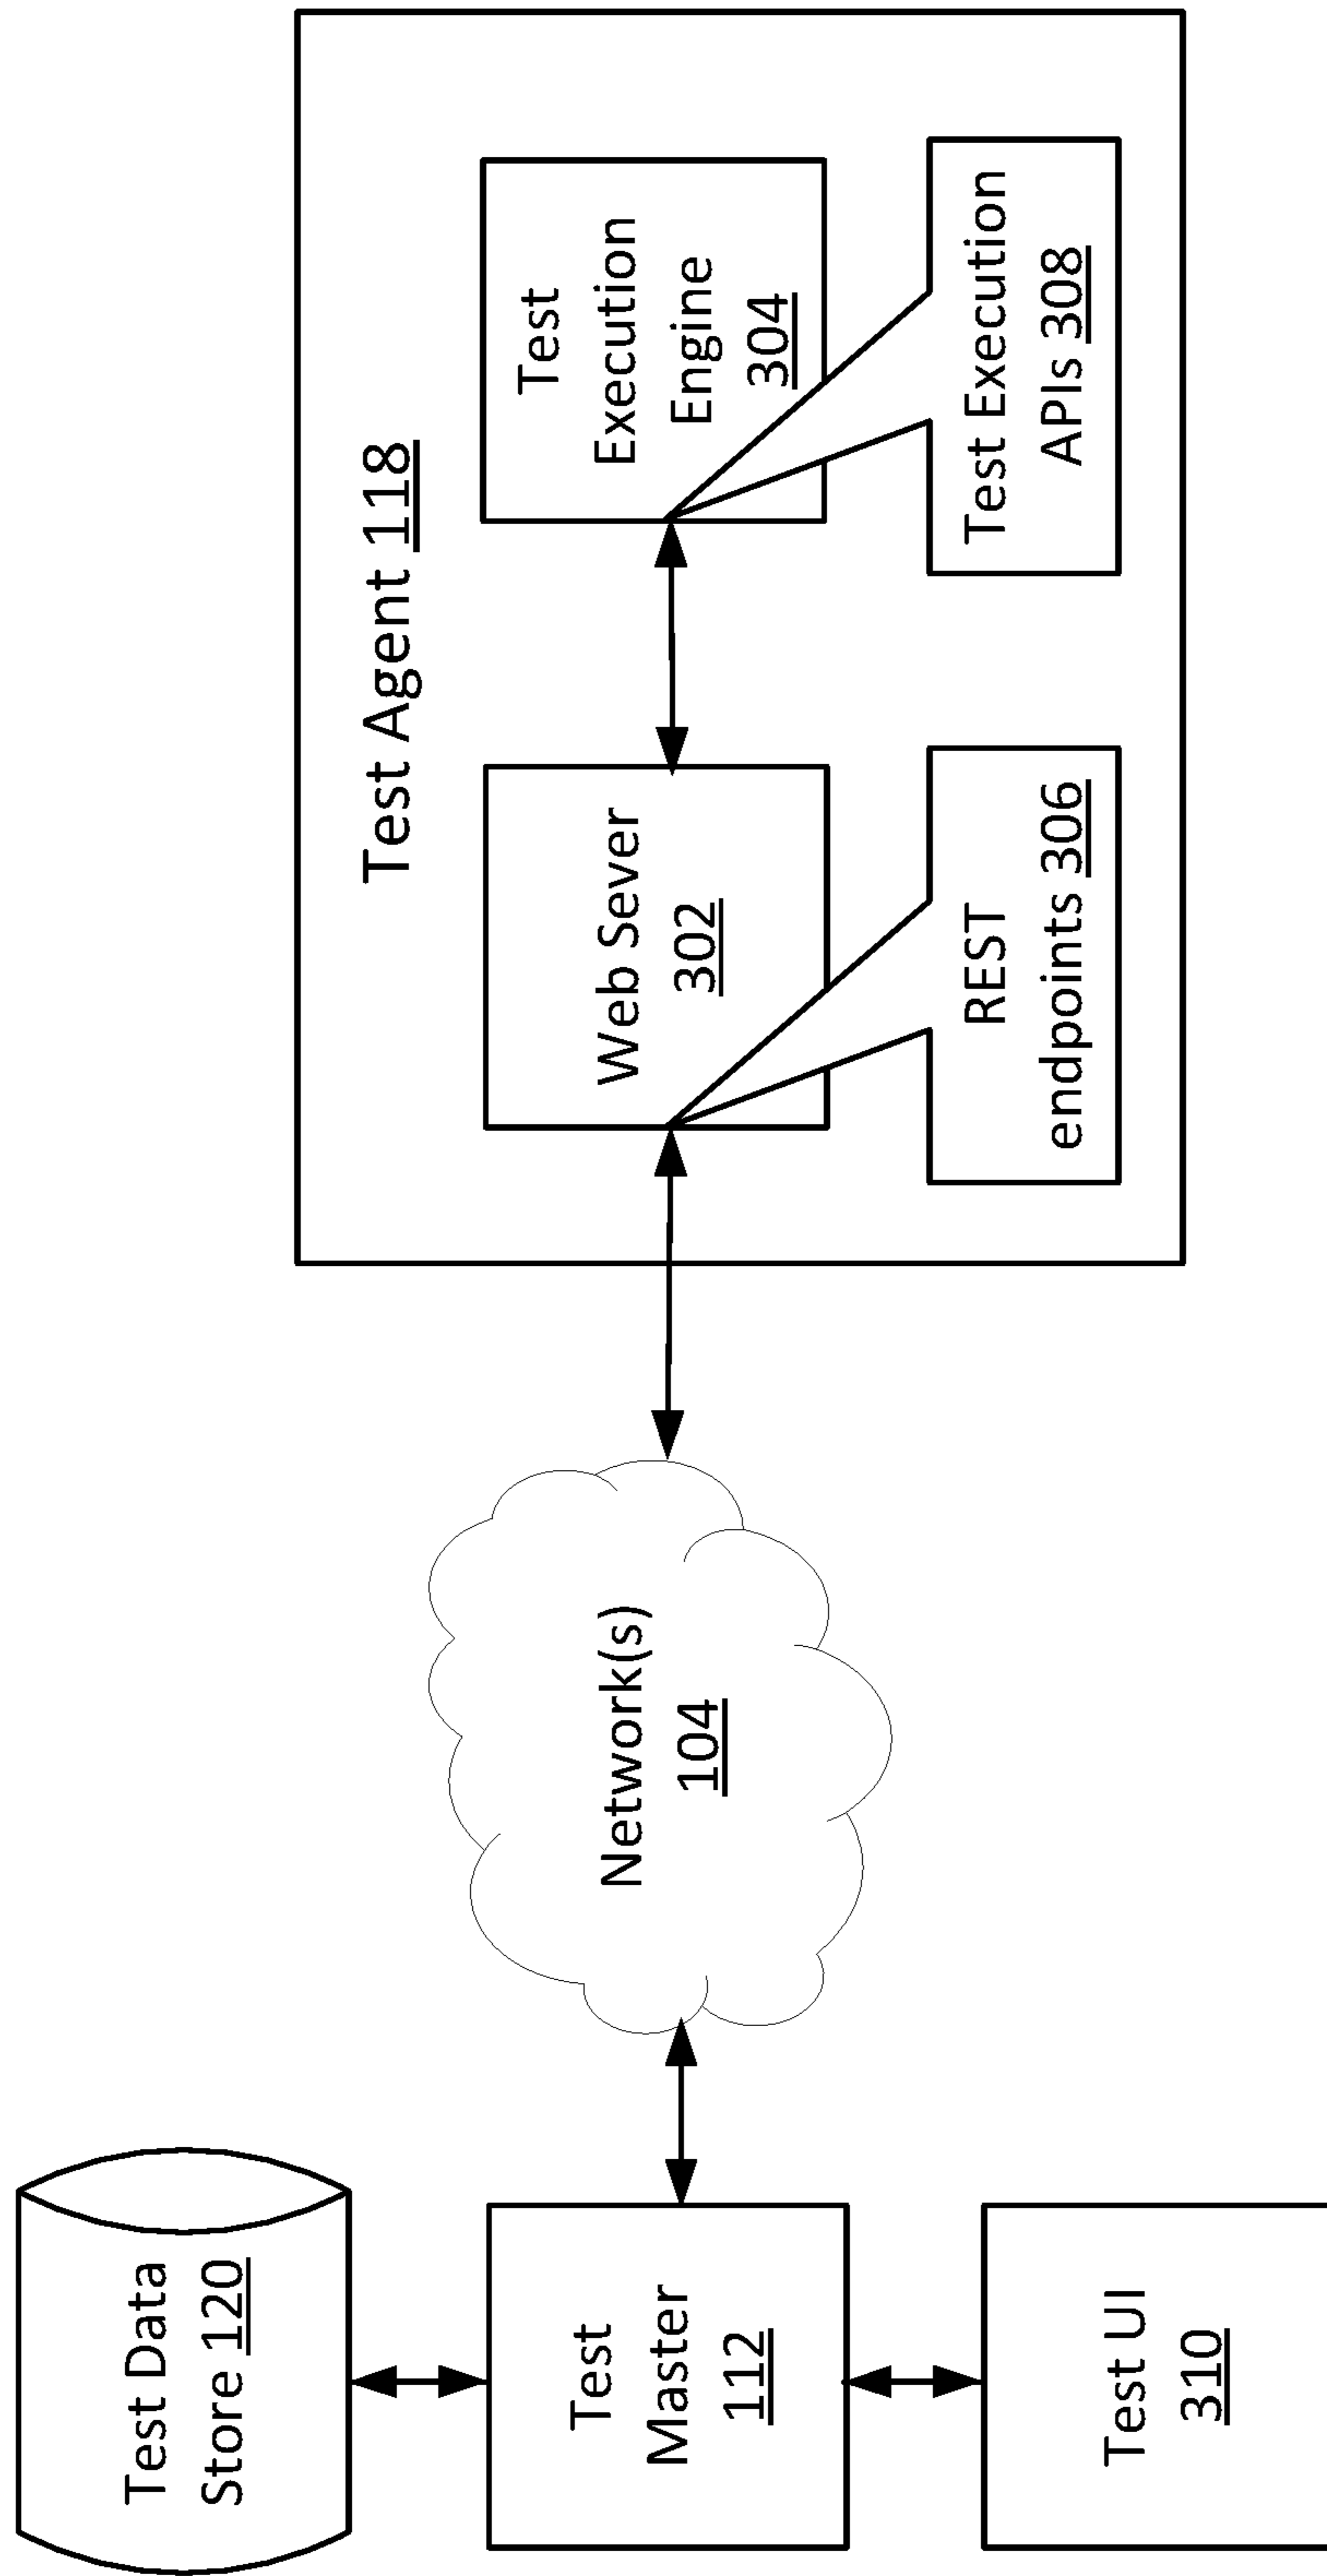 Test Data
Store 120
Test
Master
112
Test UI
310
Network(s)
104
Test Agent 118
Web Sever
302
REST
endpoints 306
Test
Execution
Engine
304
Test Execution
APIs 308